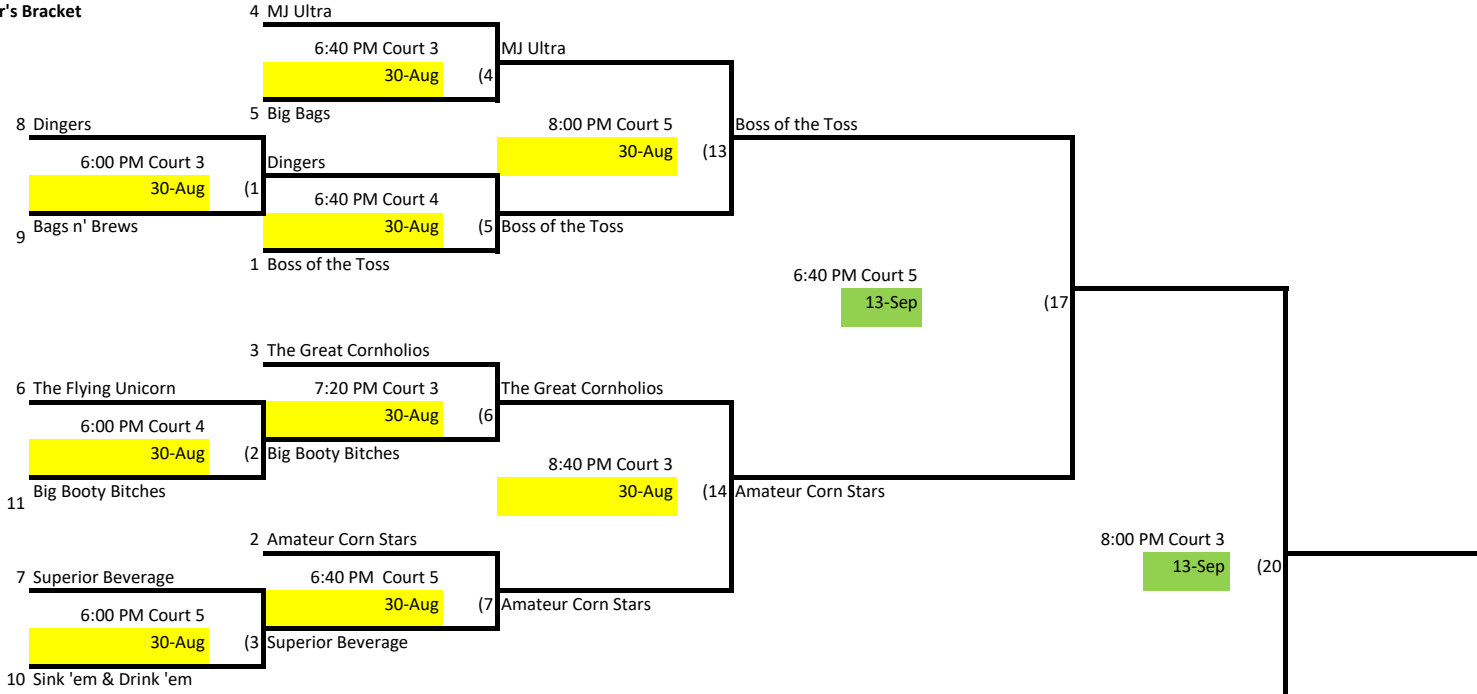 r's Bracket
4 MJ Ultra
6:40 PM Court 3
MJ Ultra
30-Aug (4
5 Big Bags
8 Dingers
8:00 PM Court 5
Boss of the Toss
6:00 PM Court 3
Dingers
30-Aug (13
30-Aug (1
6:40 PM Court 4
9 Bags n' Brews
30-Aug (5
Boss of the Toss
1 Boss of the Toss
6:40 PM Court 5
13-Sep (17
3 The Great Cornholios
6 The Flying Unicorn
7:20 PM Court 3
The Great Cornholios
30-Aug (6
6:00 PM Court 4
30-Aug (2
Big Booty Bitches
8:40 PM Court 3
11 Big Booty Bitches
30-Aug (14
Amateur Corn Stars
2 Amateur Corn Stars
8:00 PM Court 3
13-Sep (20
7 Superior Beverage
6:40 PM Court 5
30-Aug (7
Amateur Corn Stars
6:00 PM Court 5
30-Aug (3
Superior Beverage
10 Sink 'em & Drink 'em